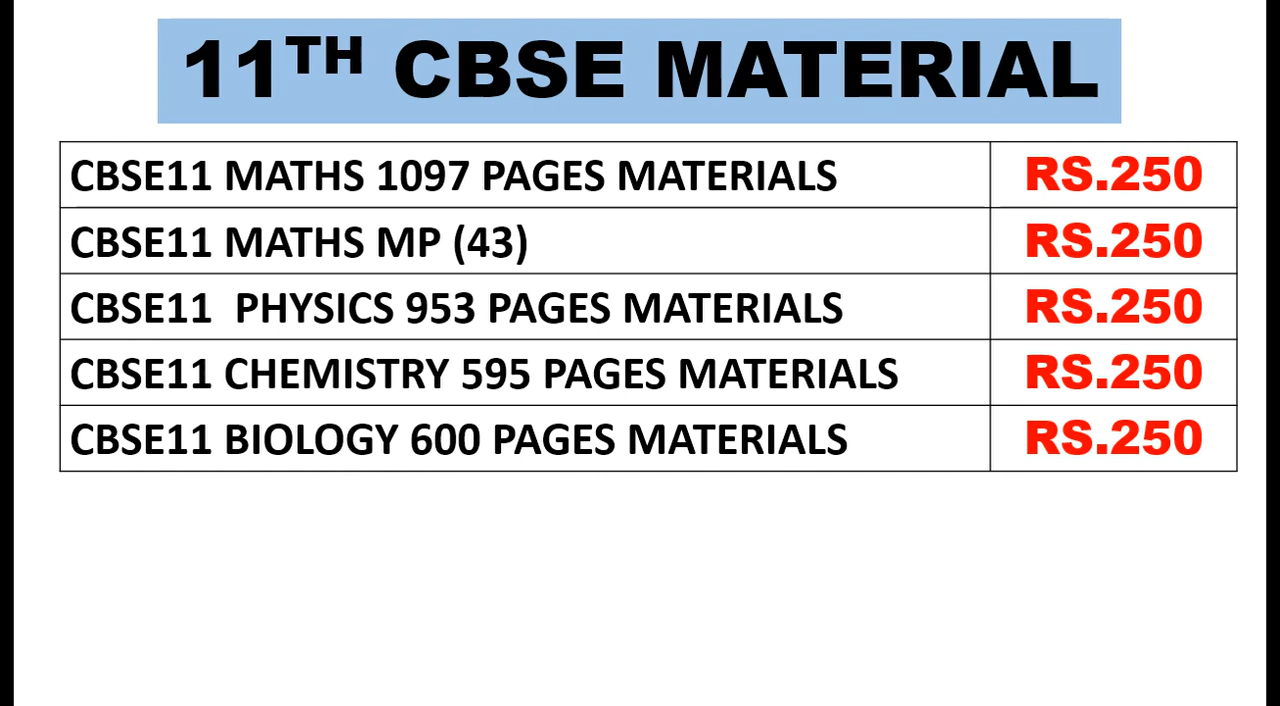 11TH CBSE MATERIAL
CBSE11 MATHS 1097 PAGES MATERIALS RS.250
CBSE11 MATHS MP (43) RS.250
CBSE11  PHYSICS 953 PAGES MATERIALS RS.250
CBSE11 CHEMISTRY 595 PAGES MATERIALS RS.250
CBSE11 BIOLOGY 600 PAGES MATERIALS RS.250